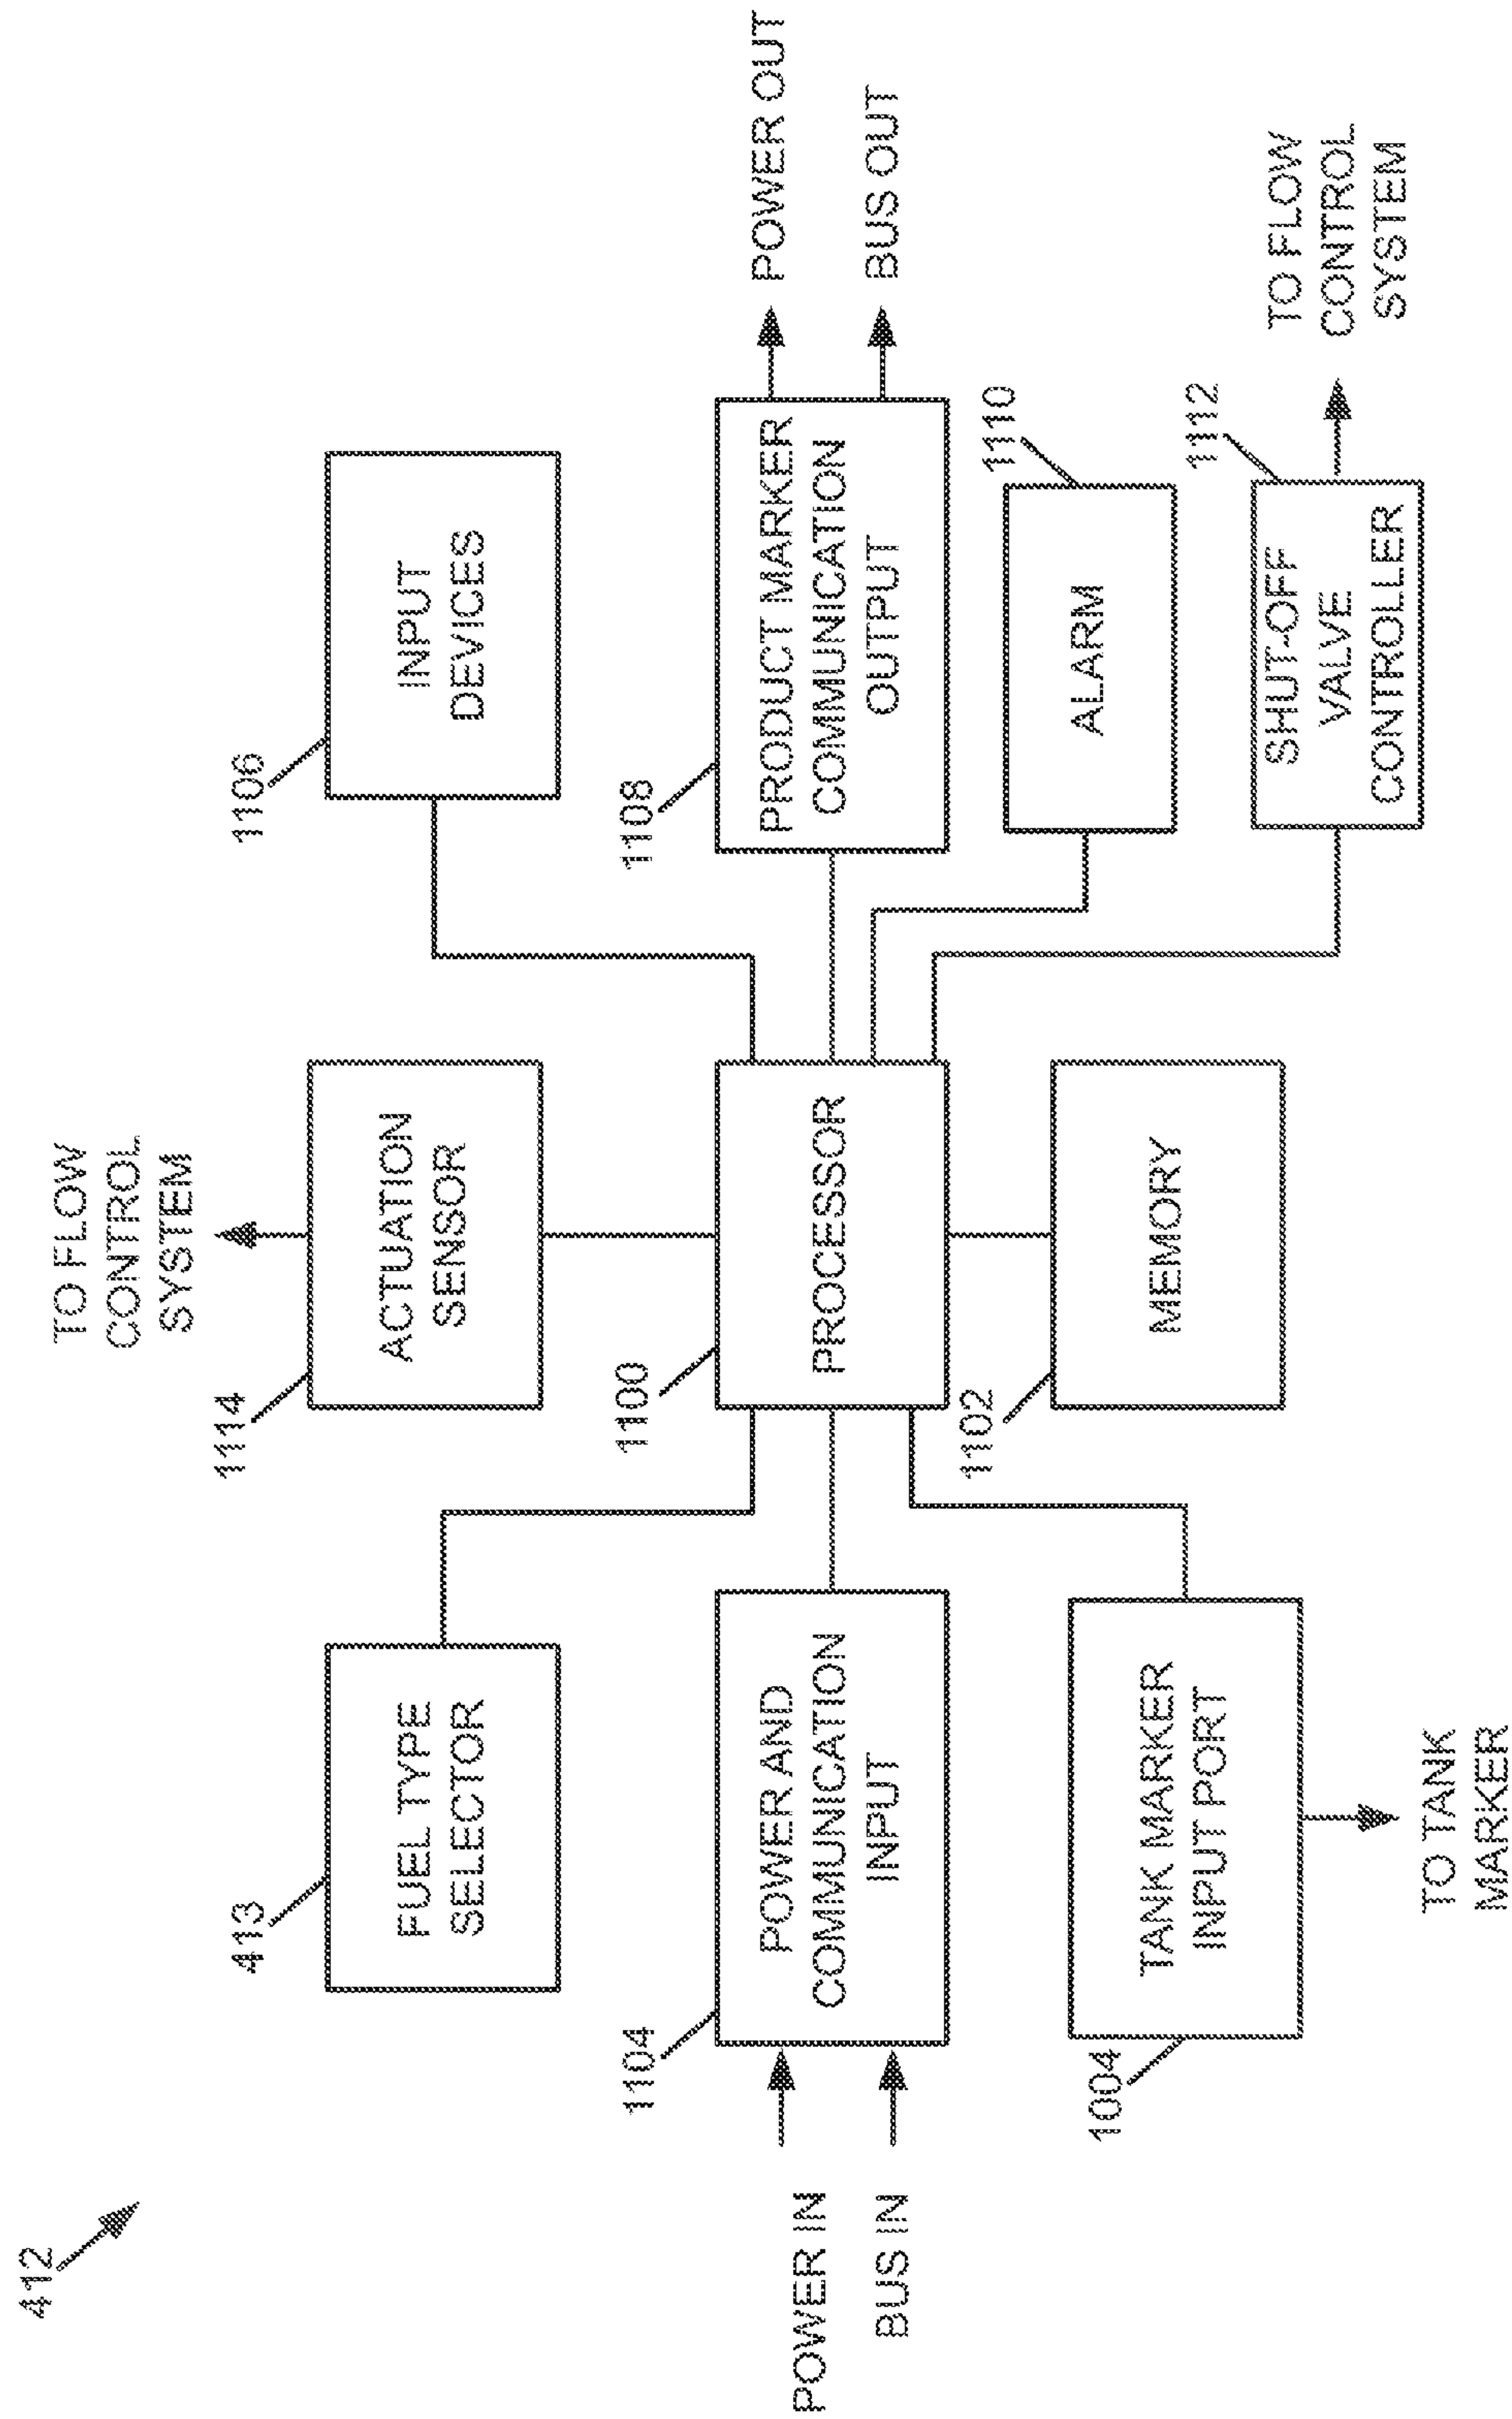 412
TO FLOW
CONTROL
SYSTEM
413
FUEL TYPE
SELECTOR
1114
ACTUATION
SENSOR
1106
INPUT
DEVICES
POWER IN
BUS IN
1104
POWER AND
COMMUNICATION
INPUT
1100
PROCESSOR
1108
PRODUCT MARKER
COMMUNICATION
OUTPUT
POWER OUT
BUS OUT
1004
TANK MARKER
INPUT PORT
TO TANK
MARKER
1102
MEMORY
1110
ALARM
1112
SHUT-OFF
VALVE
CONTROLLER
TO FLOW
CONTROL
SYSTEM